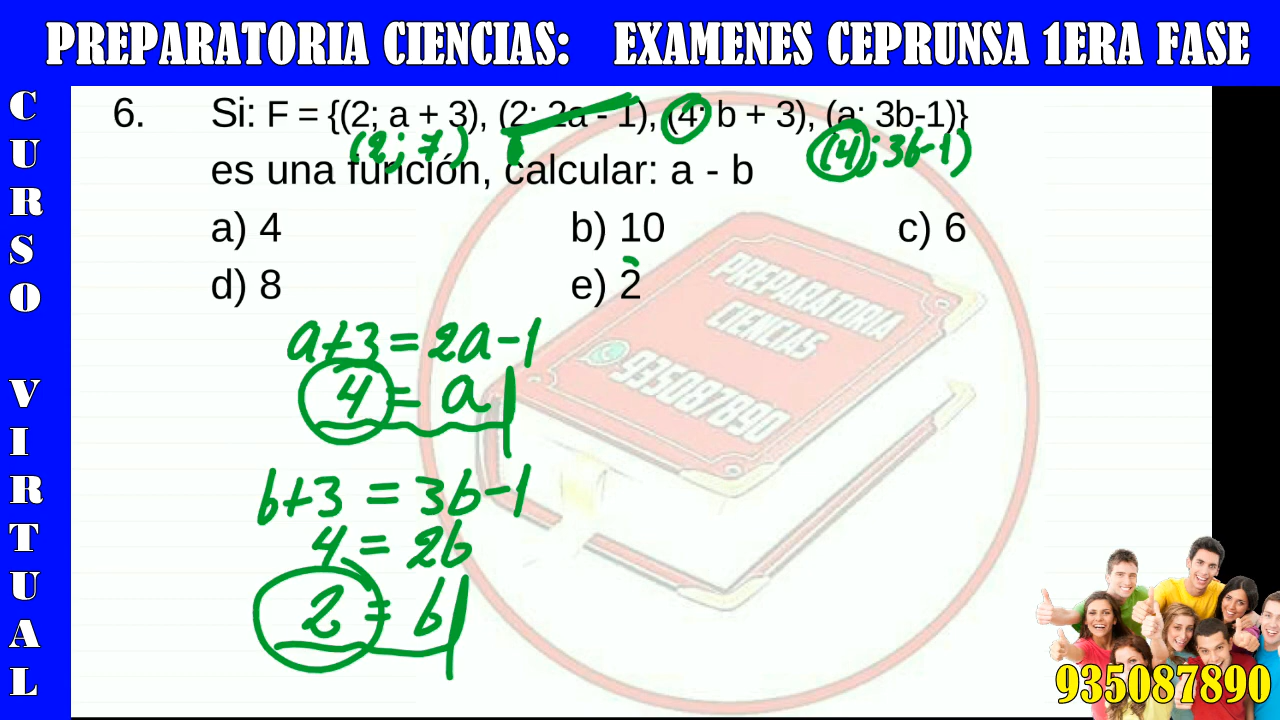 PREPARATORIA CIENCIAS: EXAMENES CEPRUNSA 1ERA FASE
CURSO VIRTUAL
6. Si: F = {(2; a + 3), (2; 2a - 1), (4; b + 3), (a; 3b-1)}
(2; 7) (4); 3b-1)
es una función, calcular: a - b
a) 4 b) 10 c) 6
d) 8 e) 2
a+3 = 2a-1
4 = a
b+3 = 3b-1
4 = 2b
2 = b
PREPARATORIA
CIENCIAS
935087890
935087890